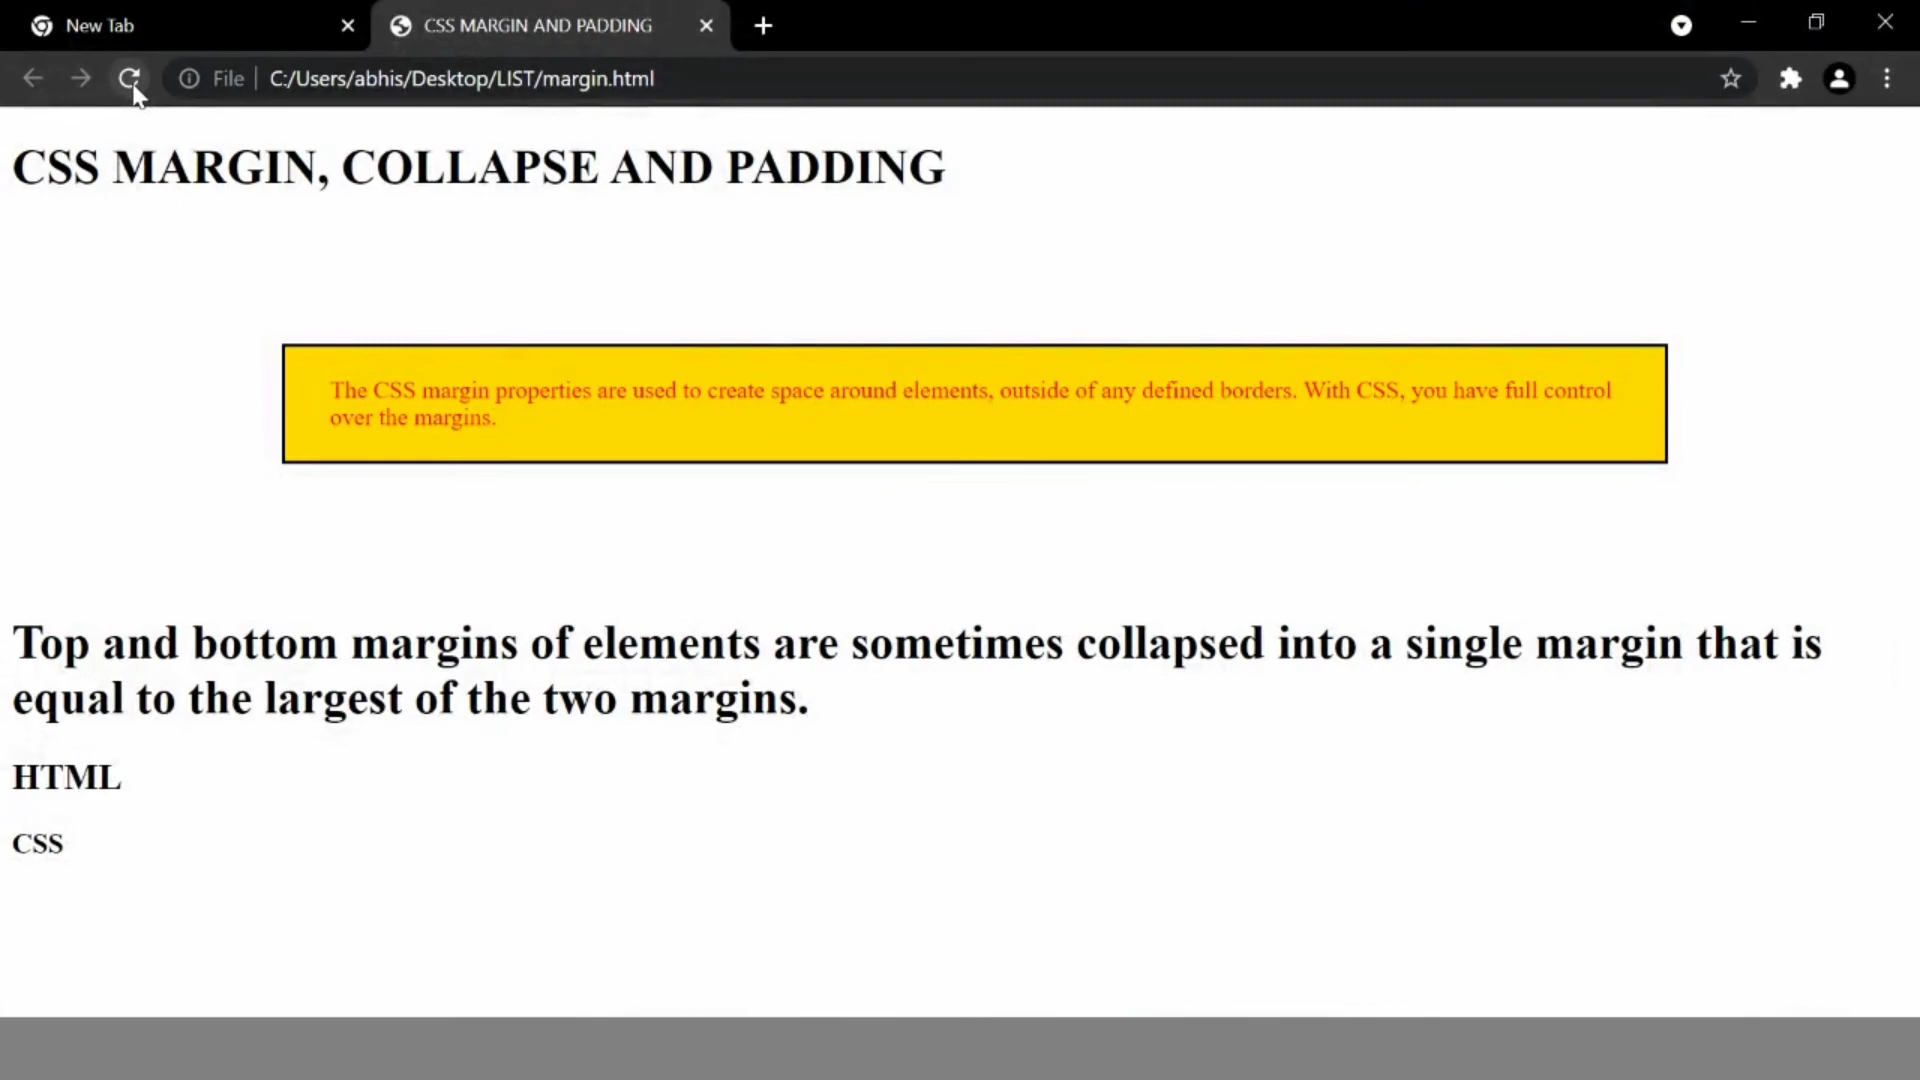 New Tab
CSS MARGIN AND PADDING
File
C:/Users/abhis/Desktop/LIST/margin.html
CSS MARGIN, COLLAPSE AND PADDING
The CSS margin properties are used to create space around elements, outside of any defined borders. With CSS, you have full control
over the margins.
Top and bottom margins of elements are sometimes collapsed into a single margin that is
equal to the largest of the two margins.
HTML
CSS